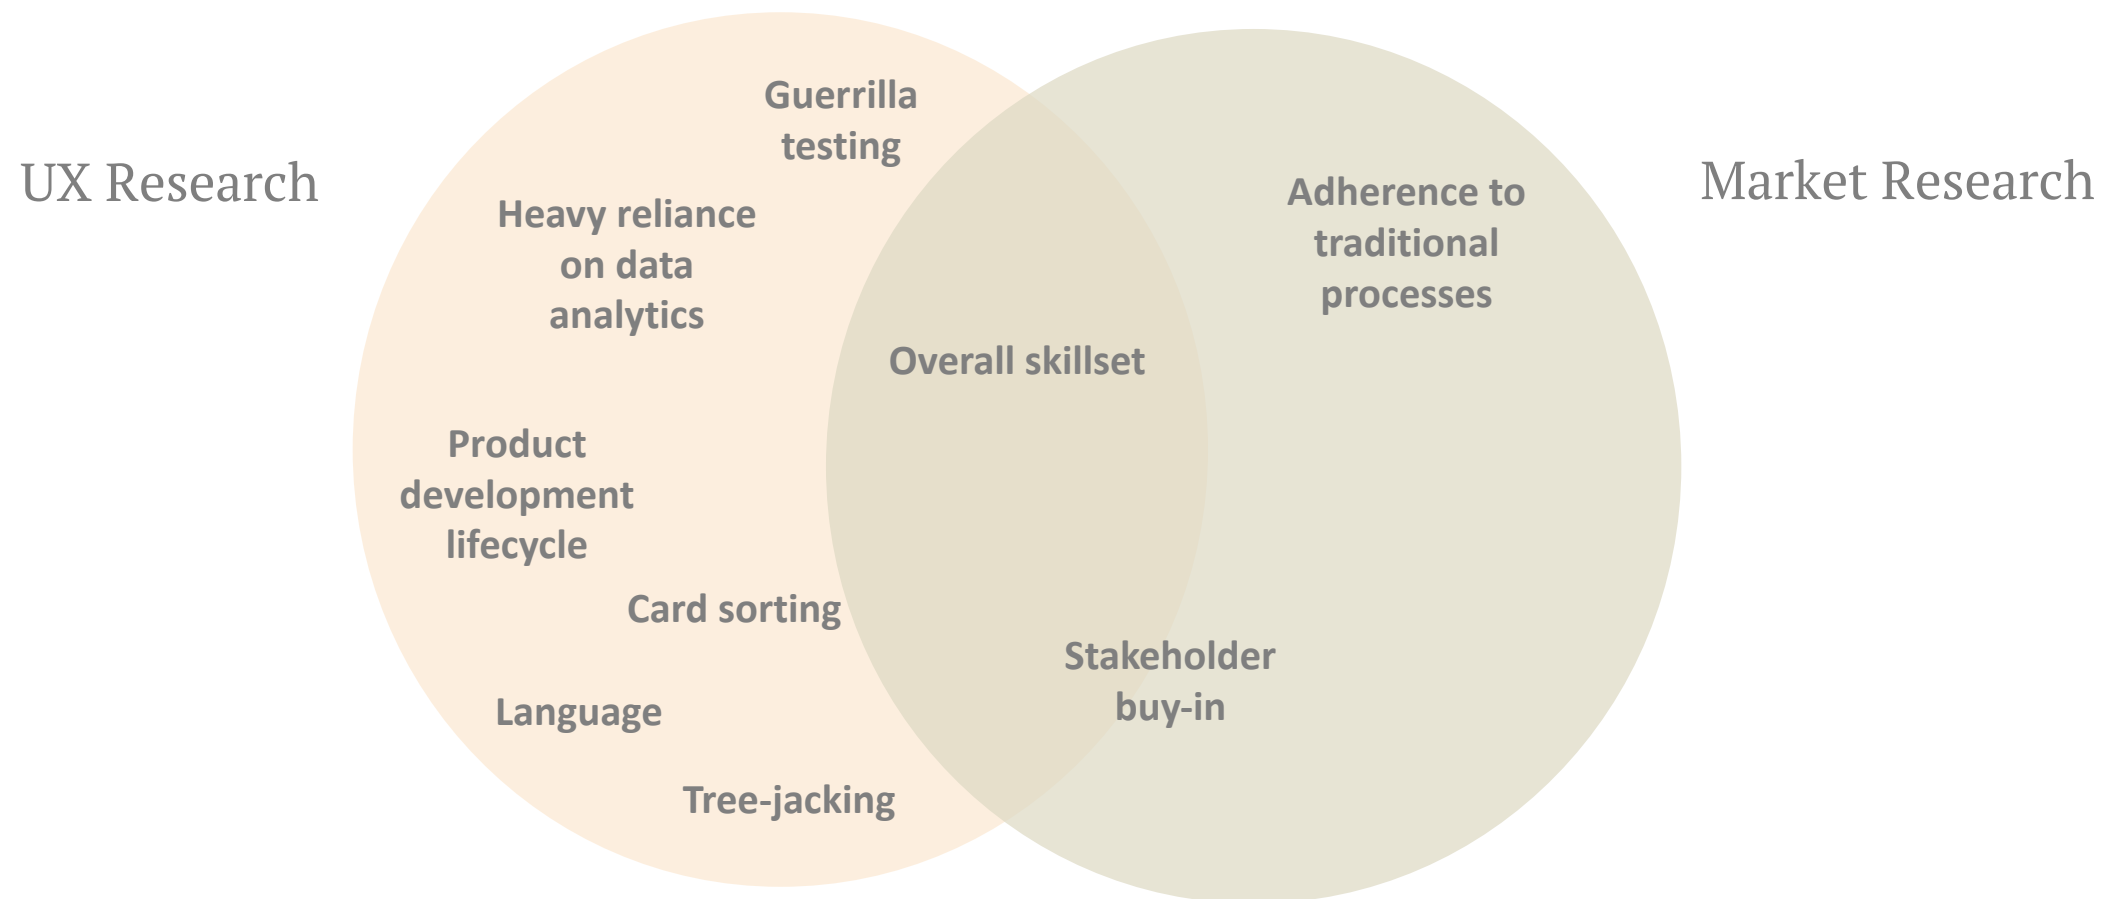 UX Research
Market Research
Guerrilla
testing
Heavy reliance
on data
analytics
Product
development
lifecycle
Card sorting
Language
Tree-jacking
Overall skillset
Stakeholder
buy-in
Adherence to
traditional
processes